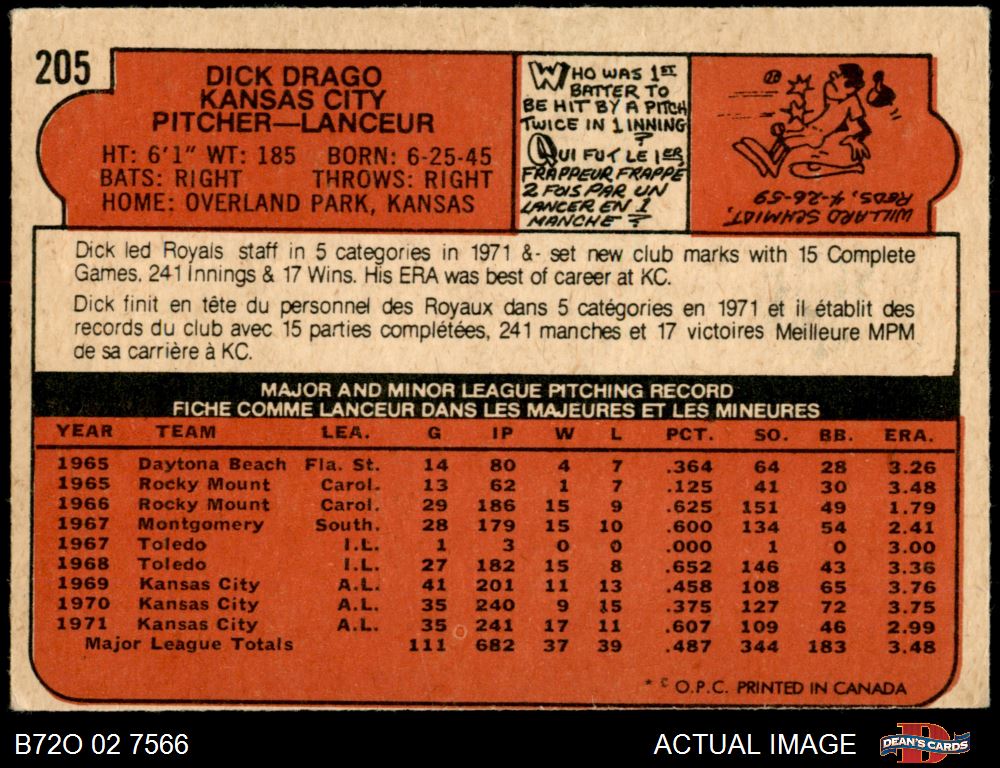 205
DICK DRAGO
KANSAS CITY
PITCHER—LANCEUR
HT: 6'1" WT: 185 BORN: 6-25-45
BATS: RIGHT THROWS: RIGHT
HOME: OVERLAND PARK, KANSAS
WHO WAS 1ST
BATTER TO
BE HIT BY A PITCH
TWICE IN 1 INNING
?
QUI FUT LE 1ER
FRAPPEUR FRAPPÉ
2 FOIS PAR UN
LANCER EN 1
MANCHE ?
WILLARD SCHMIDT,
REDS, 4-26-59
Dick led Royals staff in 5 categories in 1971 &- set new club marks with 15 Complete
Games, 241 Innings & 17 Wins. His ERA was best of career at KC.
Dick finit en tête du personnel des Royaux dans 5 catégories en 1971 et il établit des
records du club avec 15 parties complétées, 241 manches et 17 victoires Meilleure MPM
de sa carrière à KC.
MAJOR AND MINOR LEAGUE PITCHING RECORD
FICHE COMME LANCEUR DANS LES MAJEURES ET LES MINEURES
YEAR TEAM LEA. G IP W L PCT. SO. BB. ERA.
1965 Daytona Beach Fla. St. 14 80 4 7 .364 64 28 3.26
1965 Rocky Mount Carol. 13 62 1 7 .125 41 30 3.48
1966 Rocky Mount Carol. 29 186 15 9 .625 151 49 1.79
1967 Montgomery South. 28 179 15 10 .600 134 54 2.41
1967 Toledo I.L. 1 3 0 0 .000 1 0 3.00
1968 Toledo I.L. 27 182 15 8 .652 146 43 3.36
1969 Kansas City A.L. 41 201 11 13 .458 108 65 3.76
1970 Kansas City A.L. 35 240 9 15 .375 127 72 3.75
1971 Kansas City A.L. 35 241 17 11 .607 109 46 2.99
Major League Totals 111 682 37 39 .487 344 183 3.48
* © O.P.C. PRINTED IN CANADA
B72O 02 7566
ACTUAL IMAGE
D
DEAN'S CARDS